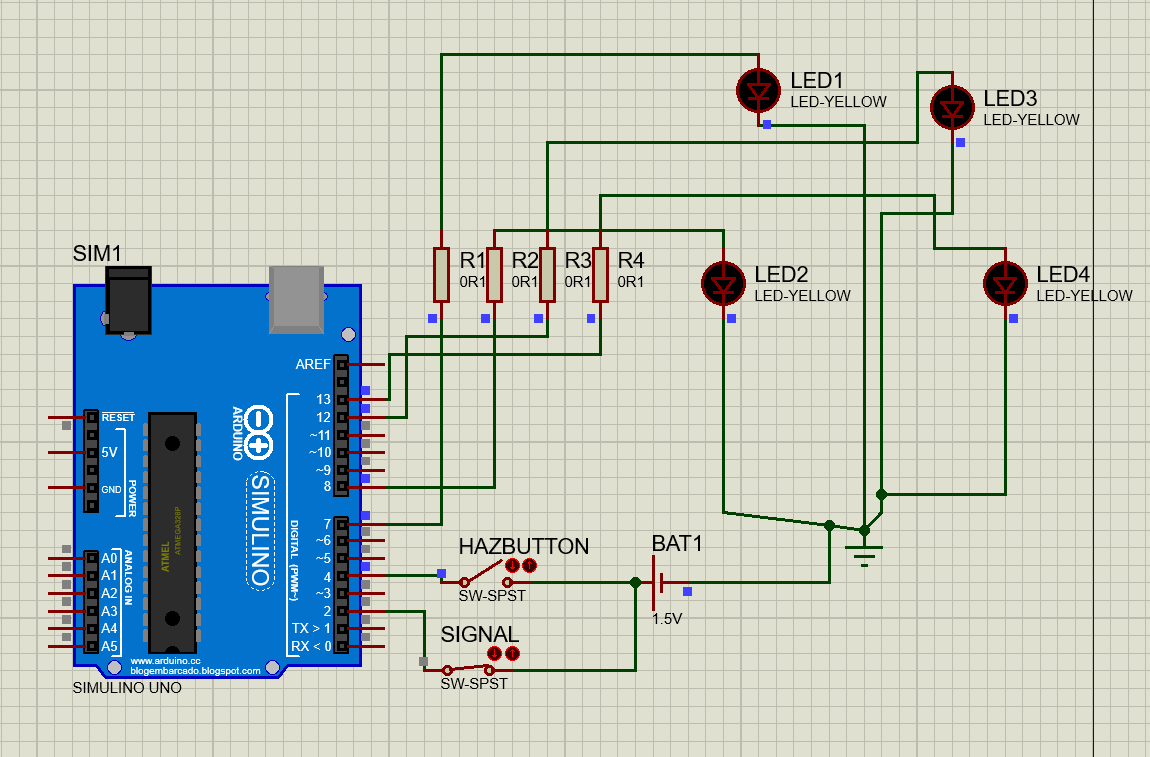 LED1
LED-YELLOW
LED3
LED-YELLOW
SIM1
R1
0R1
R2
0R1
R3
0R1
R4
0R1
LED2
LED-YELLOW
LED4
LED-YELLOW
AREF
13
12
~11
~10
~9
8
7
~6
~5
4
~3
2
TX > 1
RX < 0
RESET
5V
GND
POWER
A0
A1
A2
A3
A4
A5
ANALOG IN
ATMEL
ATMEGA328P
ARDUINO
SIMULINO
DIGITAL (PWM~)
www.arduino.cc
blogembarcado.blogspot.com
SIMULINO UNO
HAZBUTTON
SW-SPST
BAT1
1.5V
SIGNAL
SW-SPST